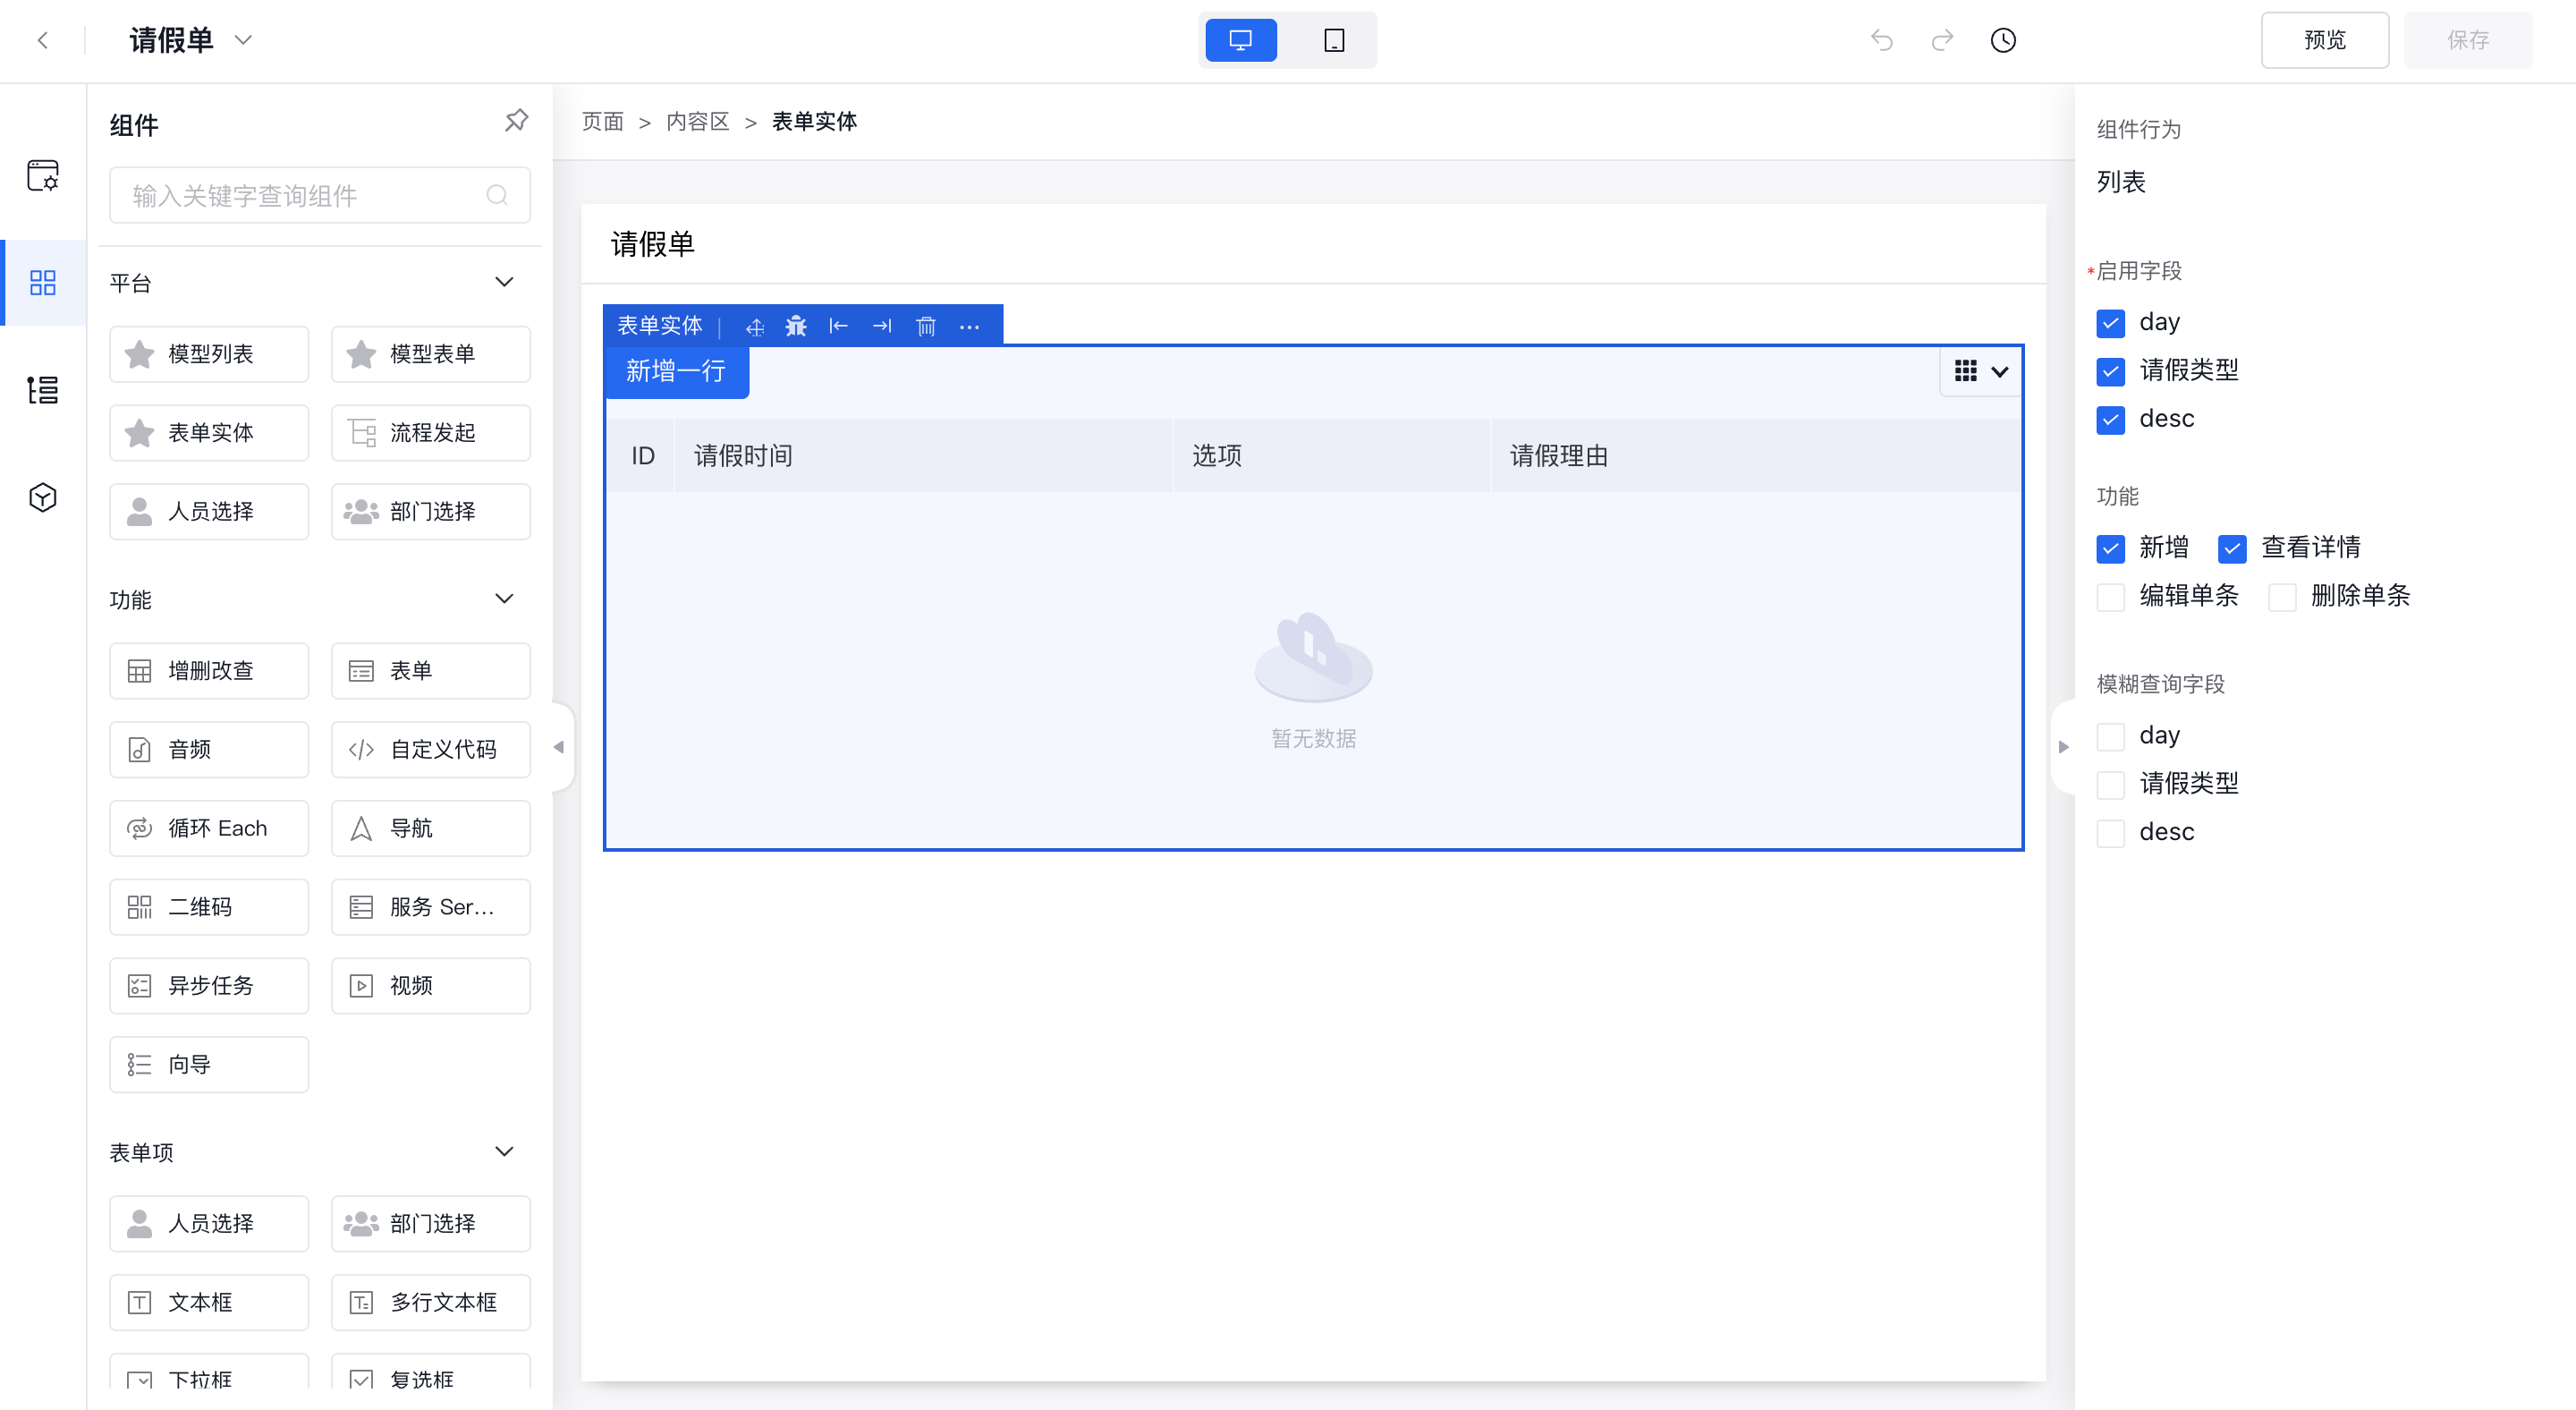 请假单
预览
保存
组件
输入关键字查询组件
平台
模型列表
模型表单
表单实体
流程发起
人员选择
部门选择
功能
增删改查
表单
音频
自定义代码
循环 Each
导航
二维码
服务 Ser...
异步任务
视频
向导
表单项
人员选择
部门选择
文本框
多行文本框
下拉框
复选框
页面 > 内容区 > 表单实体
请假单
表单实体
新增一行
ID 请假时间 选项 请假理由
暂无数据
组件行为
列表
*启用字段
day
请假类型
desc
功能
新增 查看详情
编辑单条 删除单条
模糊查询字段
day
请假类型
desc